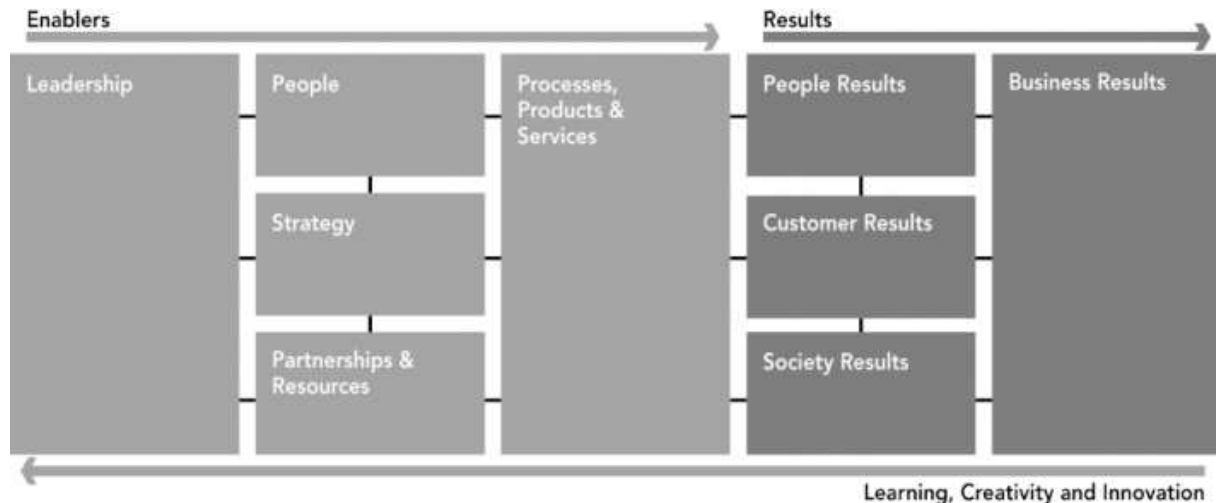 Enablers
Results
Leadership
People
Processes,
Products &
Services
People Results
Business Results
Strategy
Customer Results
Partnerships &
Resources
Society Results
Learning, Creativity and Innovation